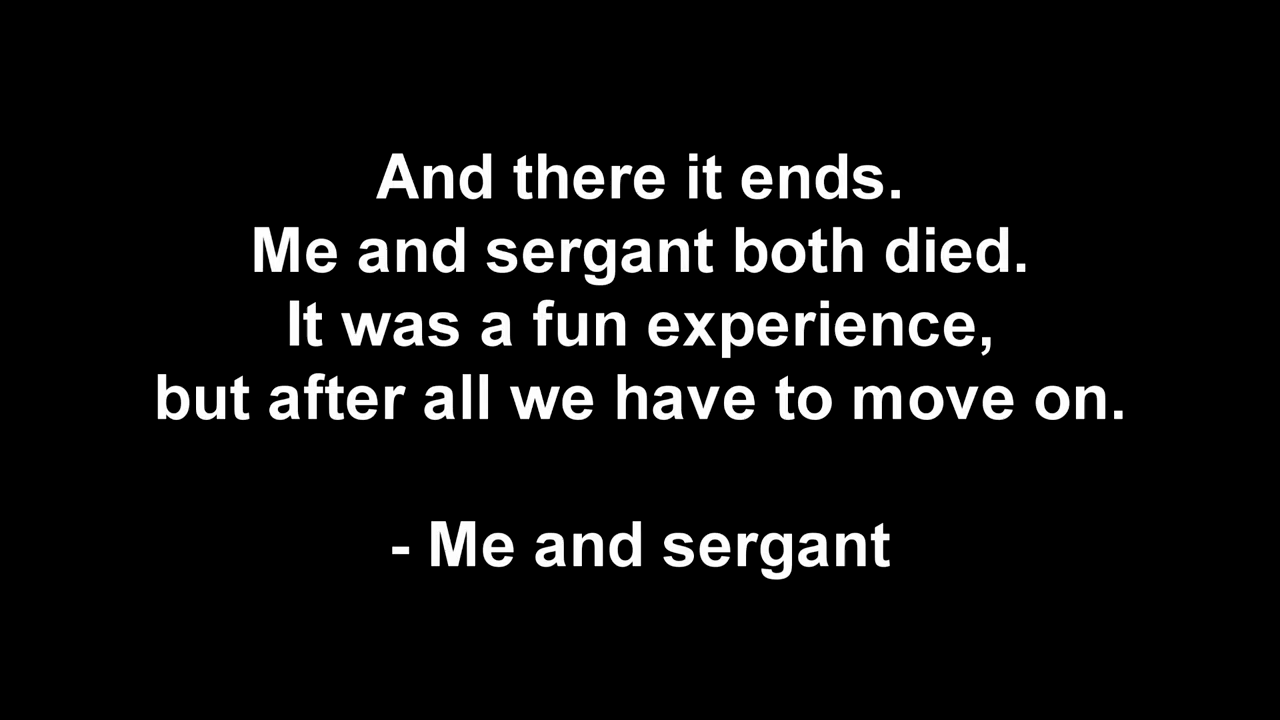 And there it ends.
Me and sergant both died.
It was a fun experience,
but after all we have to move on.
- Me and sergant